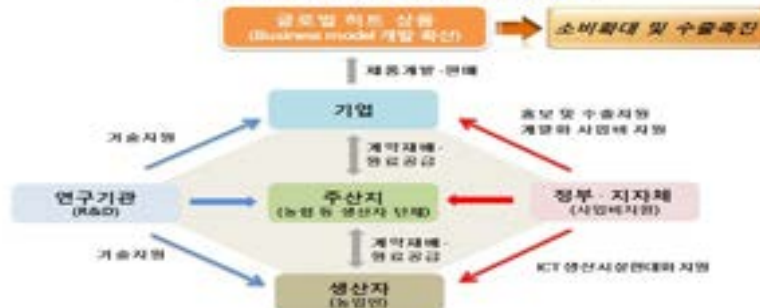 글로벌 히트 상품
(Business model 개발 확산)
소비확대 및 수출촉진
제품개발·판매
기업
기술지원
홍보 및 수출지원
계열화 사업비 지원
계약재배·
원료공급
연구기관
(R&D)
주산지
(농협 등 생산자 단체)
정부·지자체
(사업비지원)
기술지원
계약재배·
원료공급
ICT 생산시설현대화 지원
생산자
(농업인)